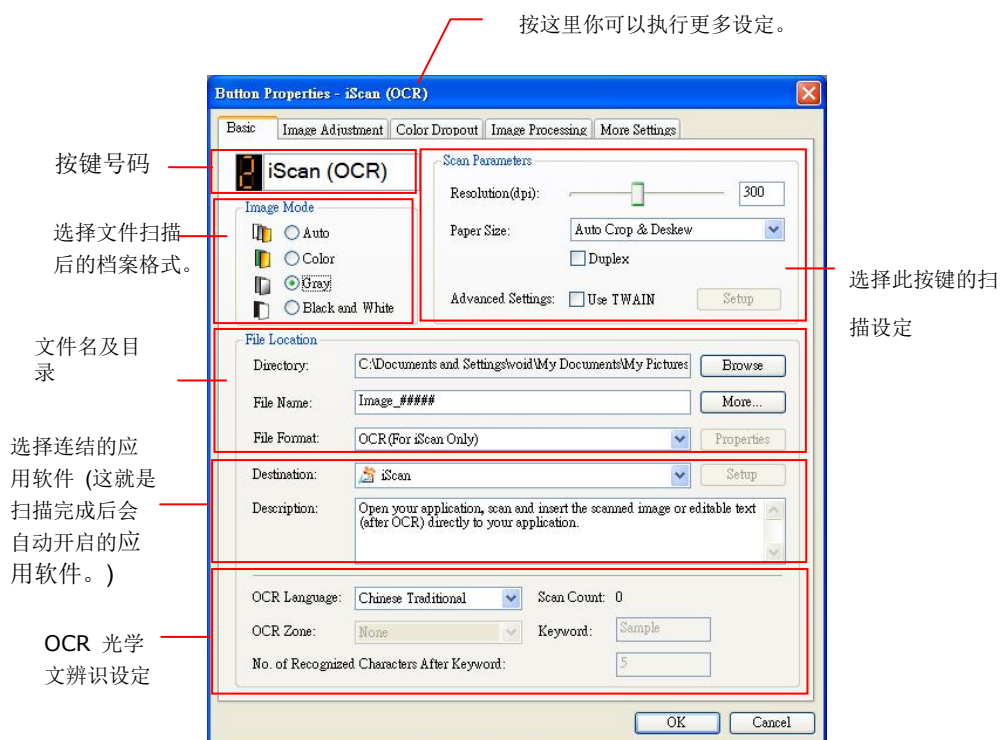 按这里你可以执行更多设定。
Button Properties - iScan (OCR)
Basic Image Adjustment Color Dropout Image Processing More Settings
按键号码
2 iScan (OCR)
选择文件扫描
后的档案格式。
Image Mode
Auto
Color
Gray
Black and White
Scan Parameters
Resolution(dpi): 300
Paper Size: Auto Crop & Deskew
Duplex
Advanced Settings: Use TWAIN Setup
选择此按键的扫
描设定
文件名及目
录
File Location
Directory: C:\Documents and Settings\void\My Documents\My Pictures Browse
File Name: Image_##### More...
File Format: OCR(For iScan Only) Properties
选择连结的应
用软件 (这就是
扫描完成后会
自动开启的应
用软件。)
Destination: iScan Setup
Description: Open your application, scan and insert the scanned image or editable text
(after OCR) directly to your application.
OCR 光学
文辨识设定
OCR Language: Chinese Traditional Scan Count: 0
OCR Zone: None Keyword: Sample
No. of Recognized Characters After Keyword: 5
OK Cancel